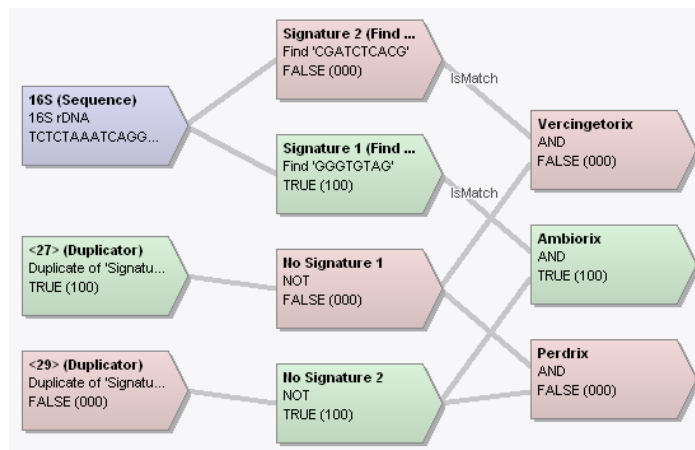 16S (Sequence)
16S rDNA
TCTCTAAATCAGG...
<27> (Duplicator)
Duplicate of 'Signatu...
TRUE (100)
<29> (Duplicator)
Duplicate of 'Signatu...
FALSE (000)
Signature 2 (Find ...
Find 'CGATCTCACG'
FALSE (000)
Signature 1 (Find ...
Find 'GGGTGTAG'
TRUE (100)
No Signature 1
NOT
FALSE (000)
No Signature 2
NOT
TRUE (100)
IsMatch
IsMatch
Vercingetorix
AND
FALSE (000)
Ambiorix
AND
TRUE (100)
Perdrix
AND
FALSE (000)